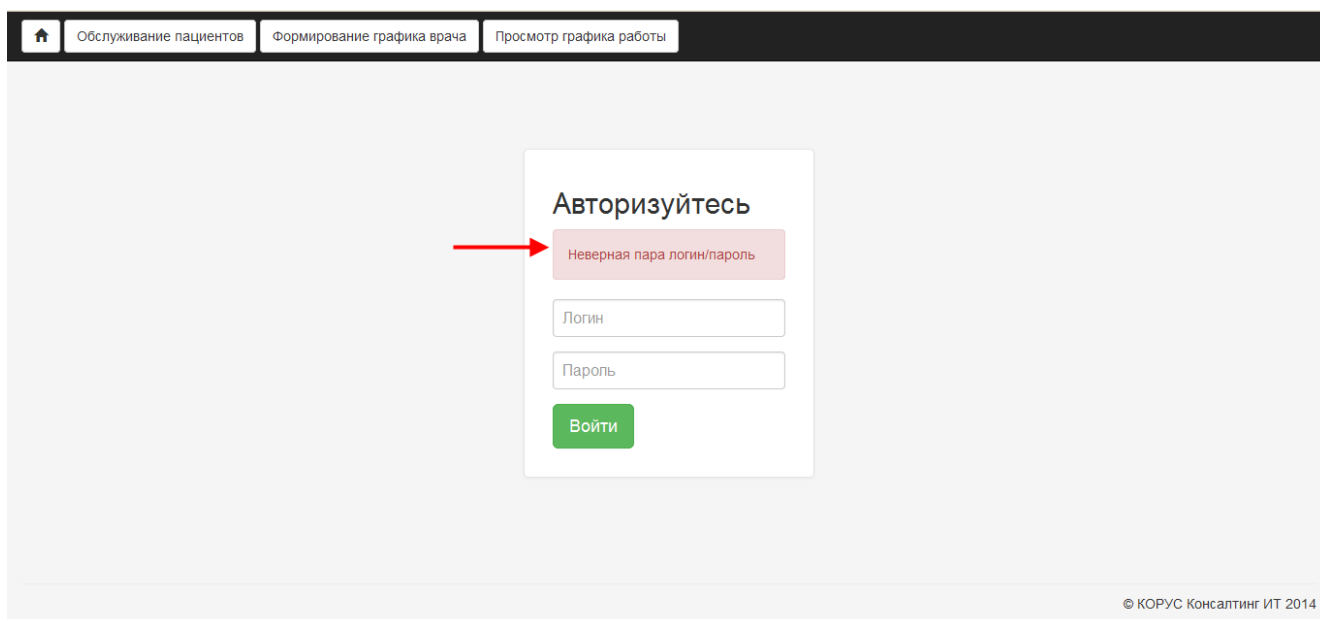 Обслуживание пациентов Формирование графика врача Просмотр графика работы
Авторизуйтесь
Неверная пара логин/пароль
Логин
Пароль
Войти
© КОРУС Консалтинг ИТ 2014